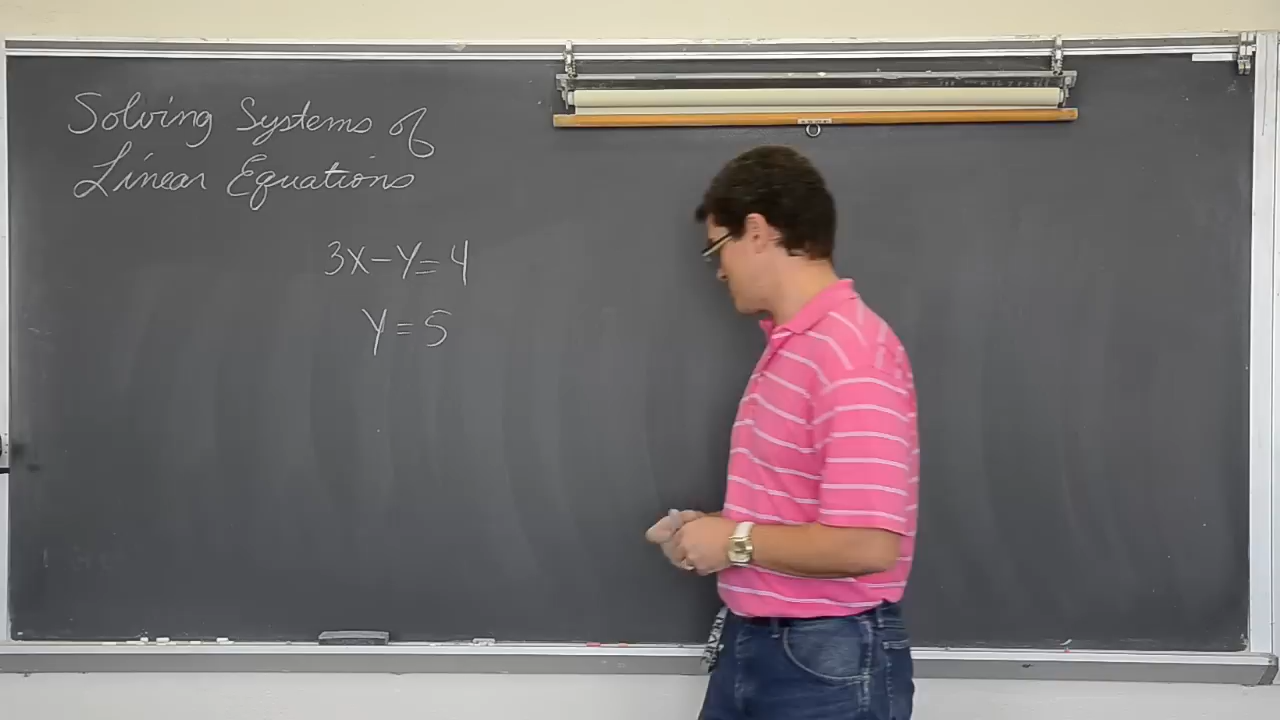 Solving Systems of
Linear Equations
3x-y=4
y=5